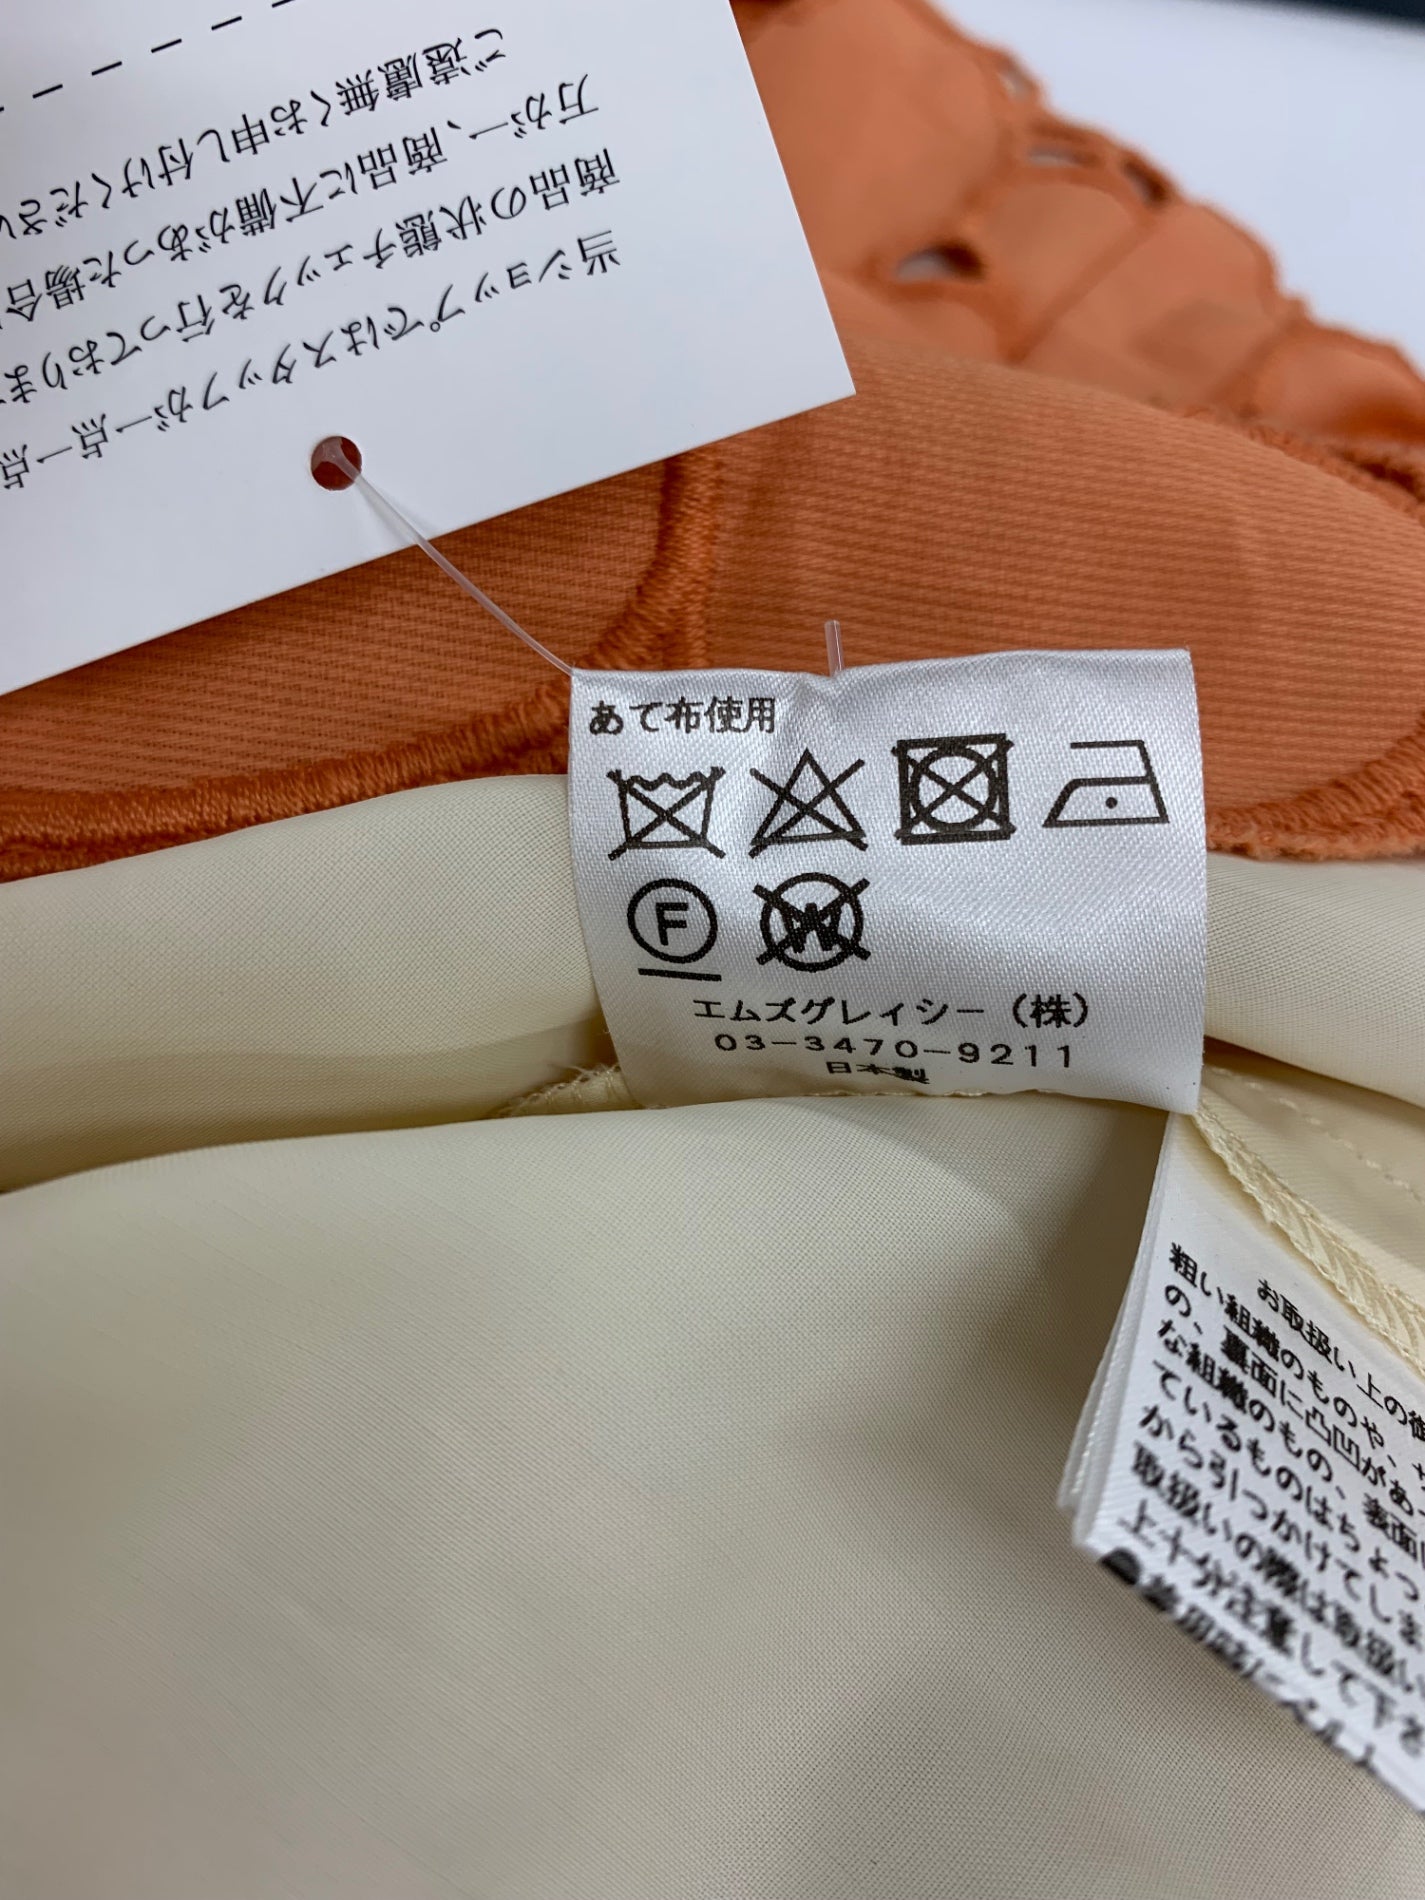 当ショップではスタッフが一点一点
商品の状態チェックを行っておりま
万が一、商品に不備があった場合
ご遠慮無くお申し付けくださ
あて布使用
F
W
エムズグレイシー（株）
03-3470-9211
日本製
お取扱い上の御
粗い組織のものや、サ
の、裏面に凸凹があ
な組織のもの、表面
ているものはちょっ
から引つかけてしま
取扱いの際は取扱い
上十分注意して下さ